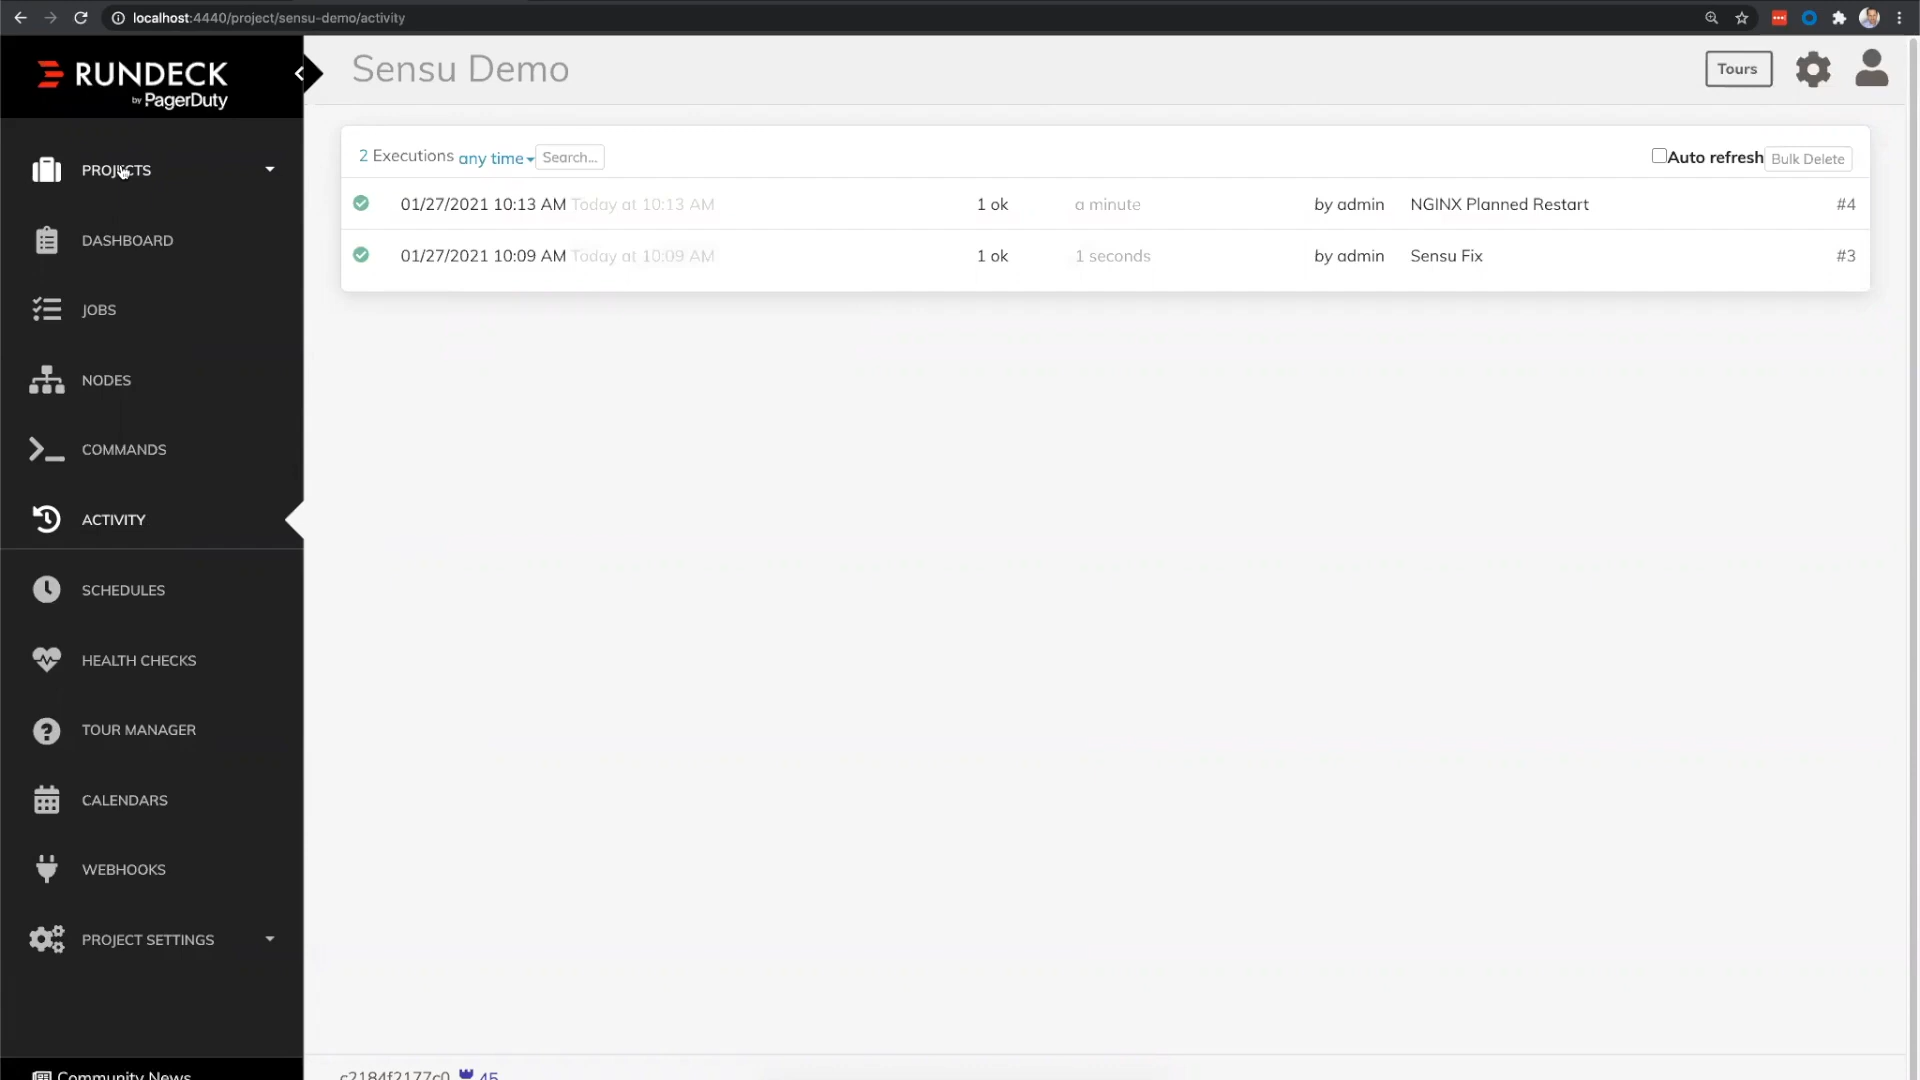 localhost:4440/project/sensu-demo/activity
RUNDECK
by PagerDuty
Sensu Demo
Tours
PROJECTS
DASHBOARD
JOBS
NODES
COMMANDS
ACTIVITY
SCHEDULES
HEALTH CHECKS
TOUR MANAGER
CALENDARS
WEBHOOKS
PROJECT SETTINGS
Community News
2 Executions any time Search... Auto refresh Bulk Delete
01/27/2021 10:13 AM Today at 10:13 AM 1 ok a minute by admin NGINX Planned Restart #4
01/27/2021 10:09 AM Today at 10:09 AM 1 ok 1 seconds by admin Sensu Fix #3
c2184f2177c0 45